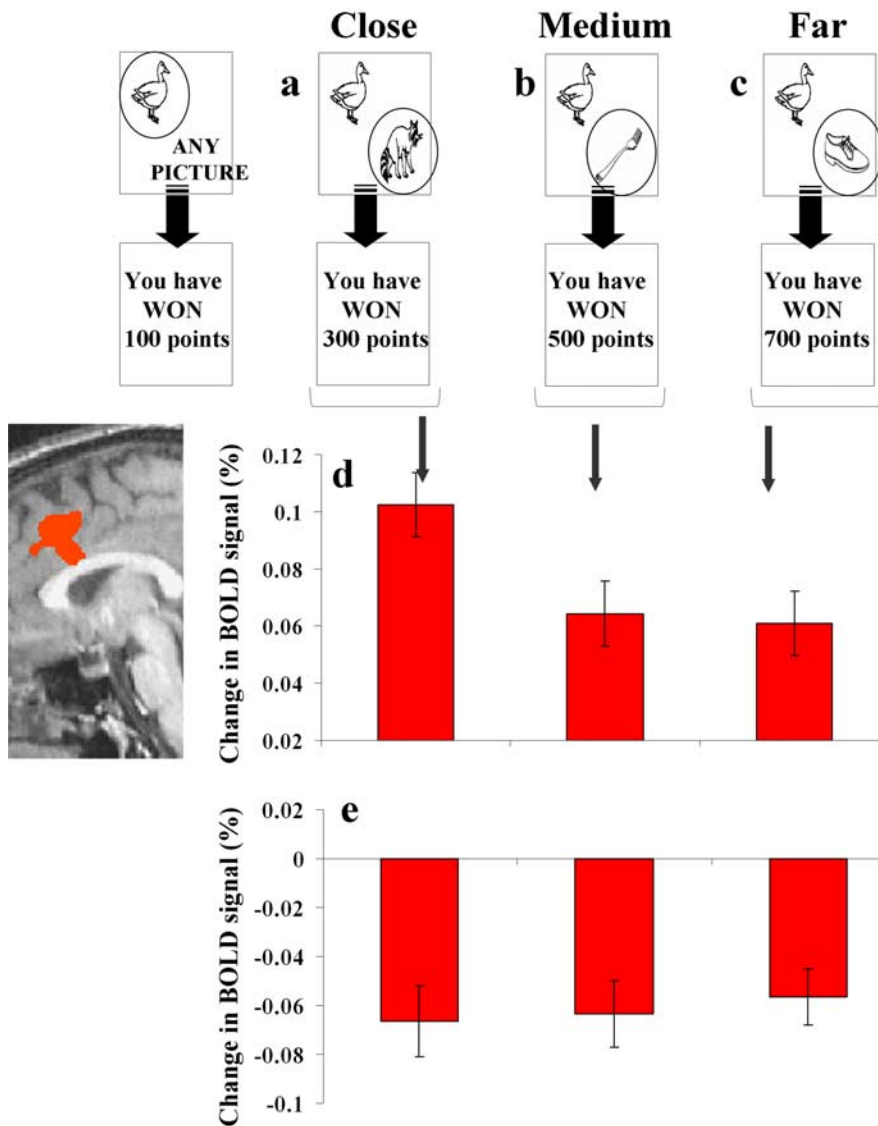 Close Medium Far
a b c
ANY
PICTURE
You have
WON
100 points
You have
WON
300 points
You have
WON
500 points
You have
WON
700 points
d
Change in BOLD signal (%)
0.12
0.1
0.08
0.06
0.04
0.02
e
Change in BOLD signal (%)
0.02
0
-0.02
-0.04
-0.06
-0.08
-0.1